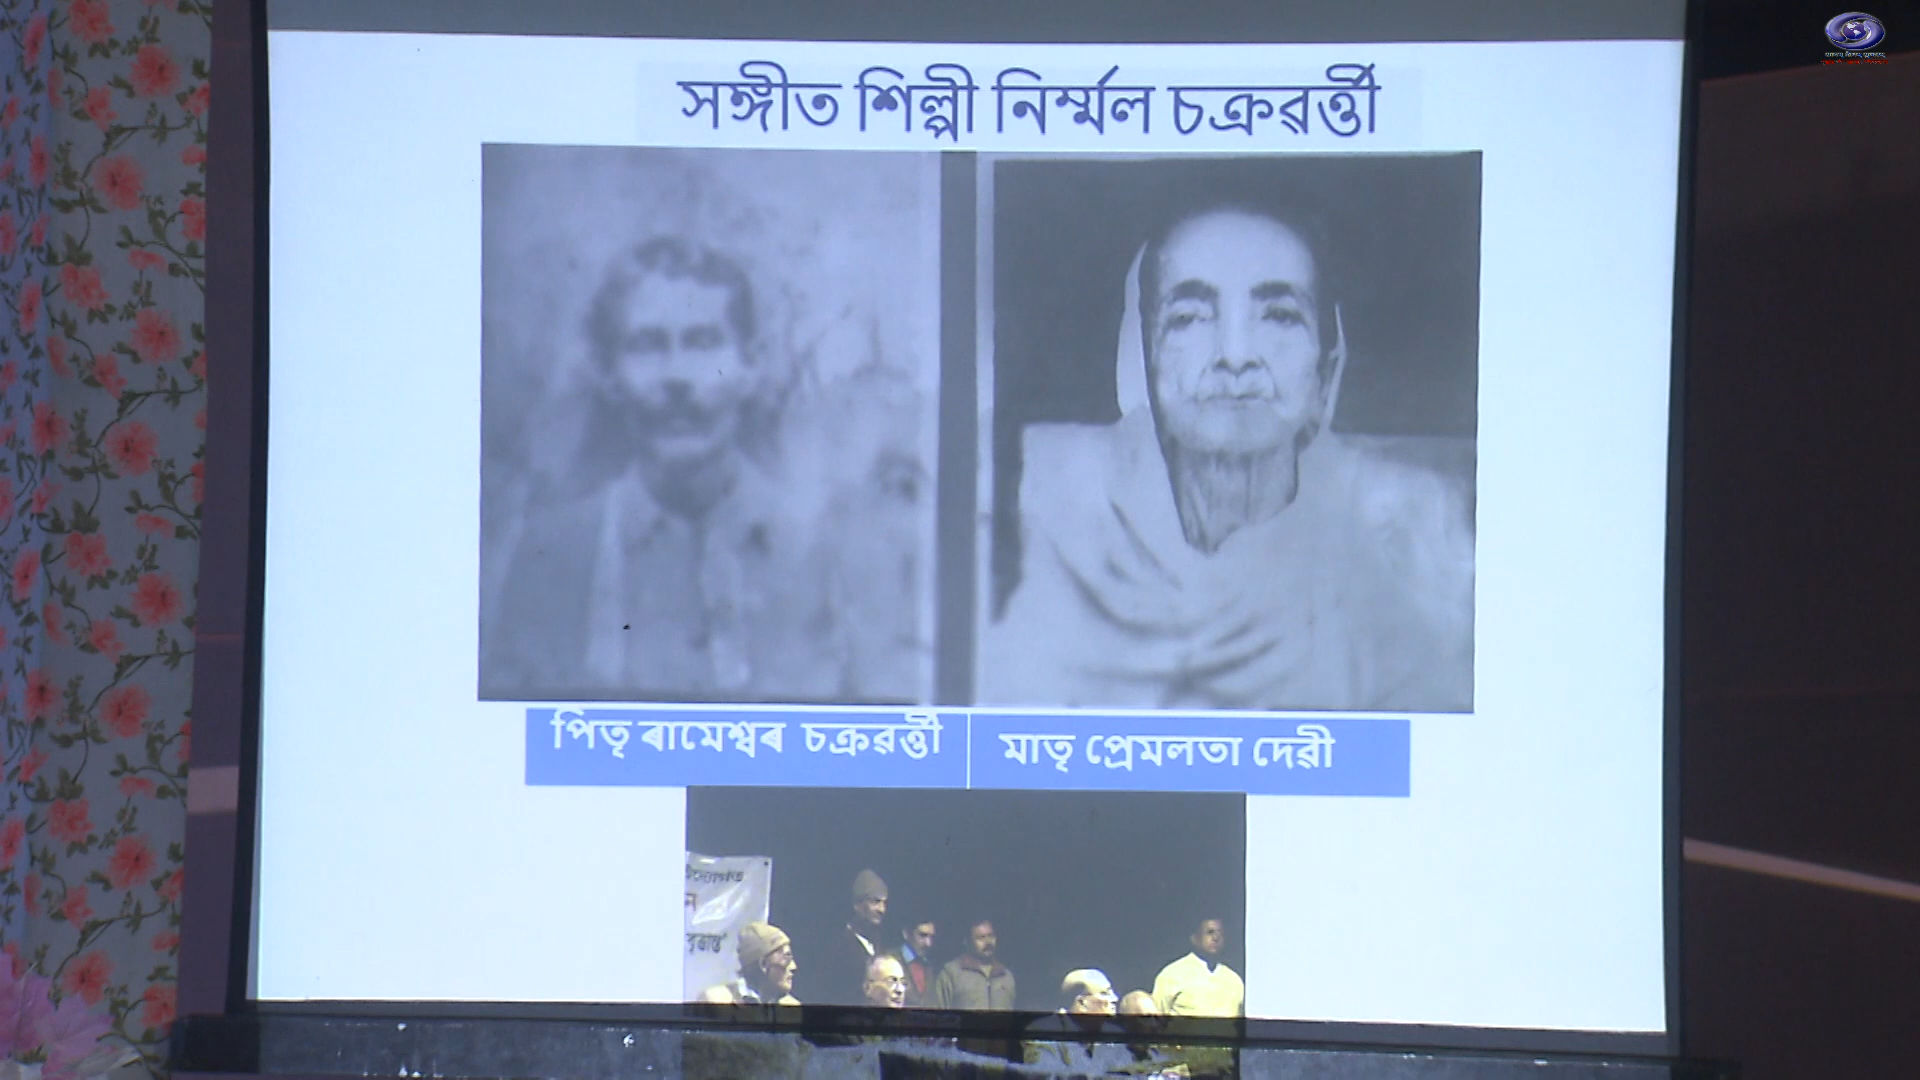 সঙ্গীত শিল্পী নিৰ্ম্মল চক্ৰৱৰ্ত্তী
পিতৃ ৰামেশ্বৰ চক্ৰৱৰ্ত্তী
মাতৃ প্ৰেমলতা দেৱী